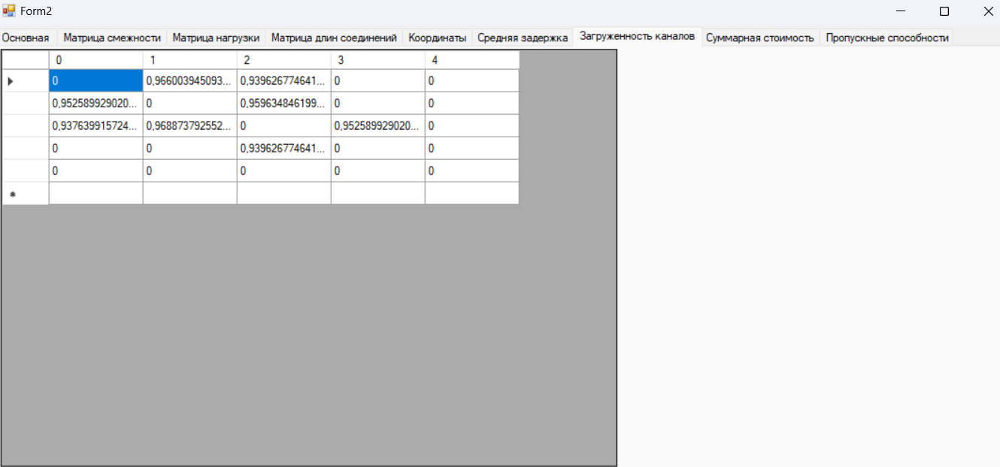 Form2
Основная Матрица смежности Матрица нагрузки Матрица длин соединений Координаты Средняя задержка Загруженность каналов Суммарная стоимость Пропускные способности
0 1 2 3 4
0 0,966003945093... 0,939626774641... 0 0
0,952589929020... 0 0,959634846199... 0 0
0,937639915724... 0,968873792552... 0 0,952589929020... 0
0 0 0,939626774641... 0 0
0 0 0 0 0